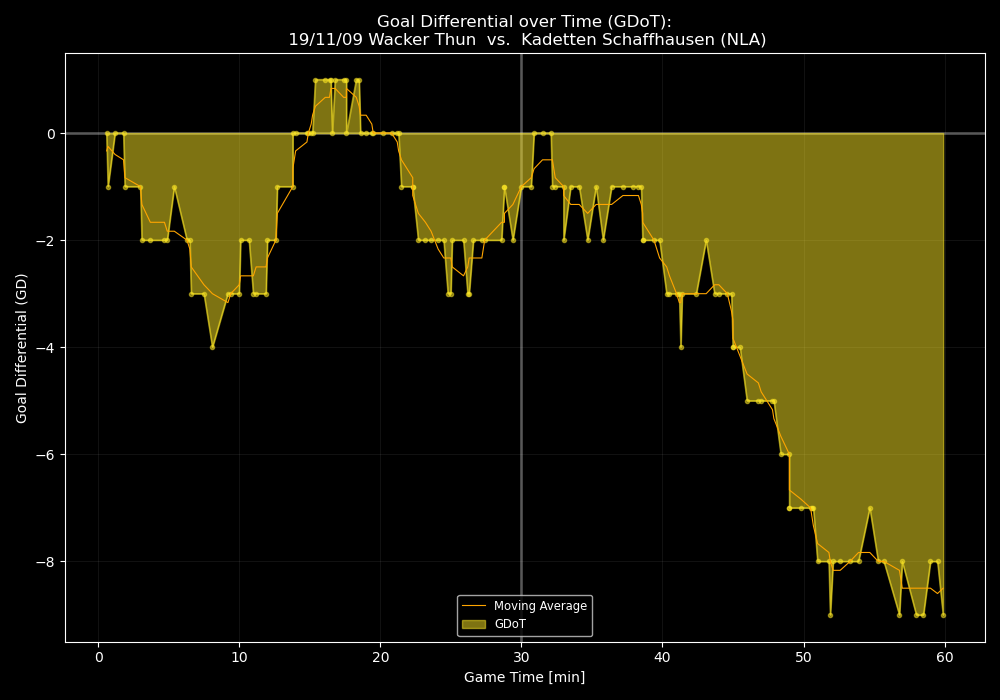 Goal Differential over Time (GDoT):
19/11/09 Wacker Thun  vs.  Kadetten Schaffhausen (NLA)
Goal Differential (GD)
0
−2
−4
−6
−8
Moving Average
GDoT
0
10
20
30
40
50
60
Game Time [min]